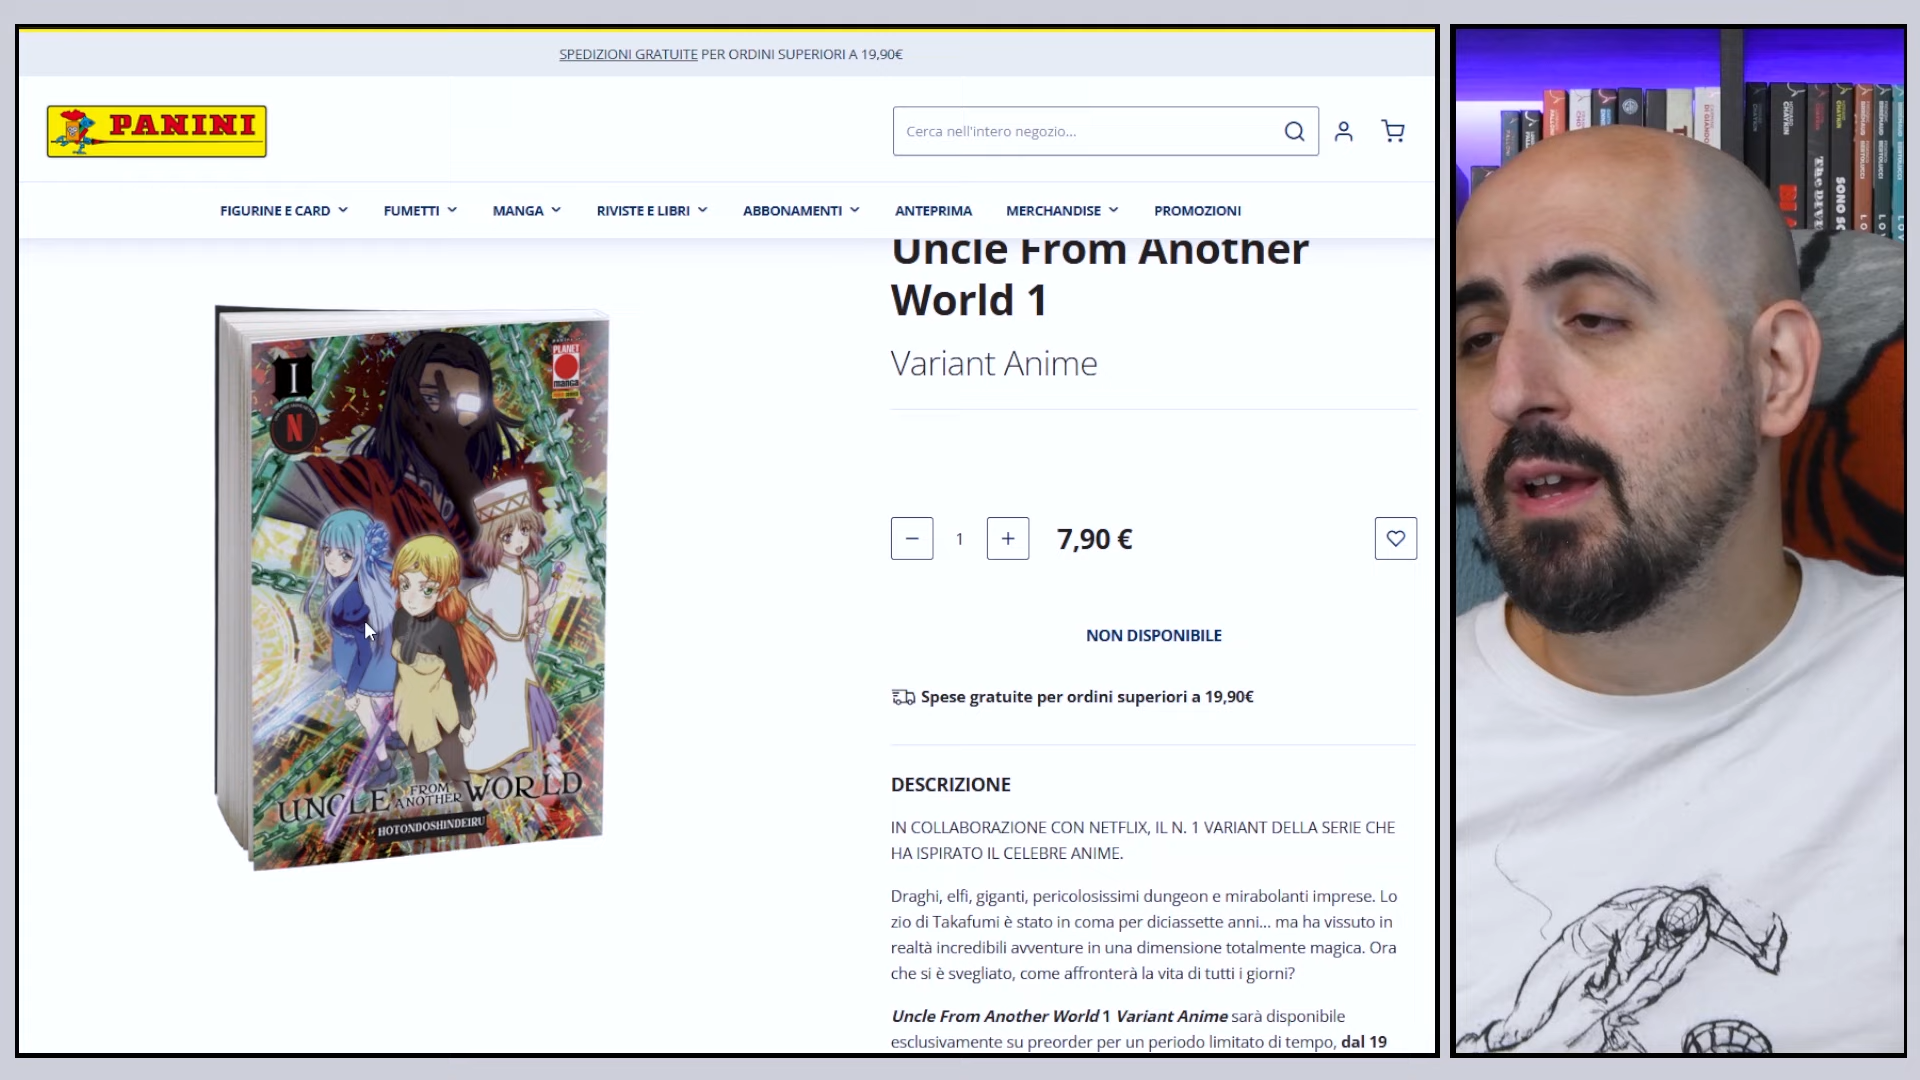 SPEDIZIONI GRATUITE PER ORDINI SUPERIORI A 19,90€
PANINI
Cerca nell'intero negozio...
FIGURINE E CARD
FUMETTI
MANGA
RIVISTE E LIBRI
ABBONAMENTI
ANTEPRIMA
MERCHANDISE
PROMOZIONI
Uncle From Another
World 1
Variant Anime
1
7,90 €
NON DISPONIBILE
Spese gratuite per ordini superiori a 19,90€
DESCRIZIONE
IN COLLABORAZIONE CON NETFLIX, IL N. 1 VARIANT DELLA SERIE CHE
HA ISPIRATO IL CELEBRE ANIME.
Draghi, elfi, giganti, pericolosissimi dungeon e mirabolanti imprese. Lo
zio di Takafumi è stato in coma per diciassette anni... ma ha vissuto in
realtà incredibili avventure in una dimensione totalmente magica. Ora
che si è svegliato, come affronterà la vita di tutti i giorni?
Uncle From Another World 1 Variant Anime sarà disponibile
esclusivamente su preorder per un periodo limitato di tempo, dal 19
I
N
PLANET
manga
UNCLE FROM ANOTHER WORLD
HOTONDOSHINDEIRU